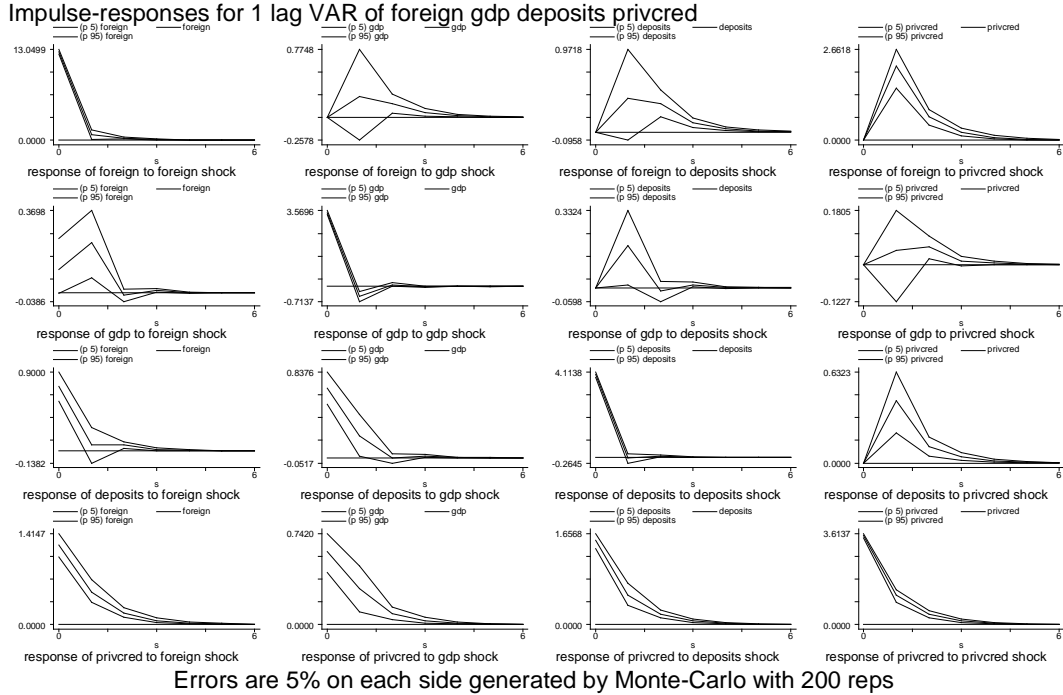 Impulse-responses for 1 lag VAR of foreign gdp deposits privcred
(p 5) foreign foreign
(p 95) foreign
13.0499
0.0000
0 6
s
response of foreign to foreign shock
(p 5) gdp gdp
(p 95) gdp
0.7748
-0.2578
0 6
s
response of foreign to gdp shock
(p 5) deposits deposits
(p 95) deposits
0.9718
-0.0958
0 6
s
response of foreign to deposits shock
(p 5) privcred privcred
(p 95) privcred
2.6618
0.0000
0 6
s
response of foreign to privcred shock
(p 5) foreign foreign
(p 95) foreign
0.3698
-0.0386
0 6
s
response of gdp to foreign shock
(p 5) gdp gdp
(p 95) gdp
3.5696
-0.7137
0 6
s
response of gdp to gdp shock
(p 5) deposits deposits
(p 95) deposits
0.3324
-0.0598
0 6
s
response of gdp to deposits shock
(p 5) privcred privcred
(p 95) privcred
0.1805
-0.1227
0 6
s
response of gdp to privcred shock
(p 5) foreign foreign
(p 95) foreign
0.9000
-0.1382
0 6
s
response of deposits to foreign shock
(p 5) gdp gdp
(p 95) gdp
0.8376
-0.0517
0 6
s
response of deposits to gdp shock
(p 5) deposits deposits
(p 95) deposits
4.1138
-0.2645
0 6
s
response of deposits to deposits shock
(p 5) privcred privcred
(p 95) privcred
0.6323
0.0000
0 6
s
response of deposits to privcred shock
(p 5) foreign foreign
(p 95) foreign
1.4147
0.0000
0 6
s
response of privcred to foreign shock
(p 5) gdp gdp
(p 95) gdp
0.7420
0.0000
0 6
s
response of privcred to gdp shock
(p 5) deposits deposits
(p 95) deposits
1.6568
0.0000
0 6
s
response of privcred to deposits shock
(p 5) privcred privcred
(p 95) privcred
3.6137
0.0000
0 6
s
response of privcred to privcred shock
Errors are 5% on each side generated by Monte-Carlo with 200 reps